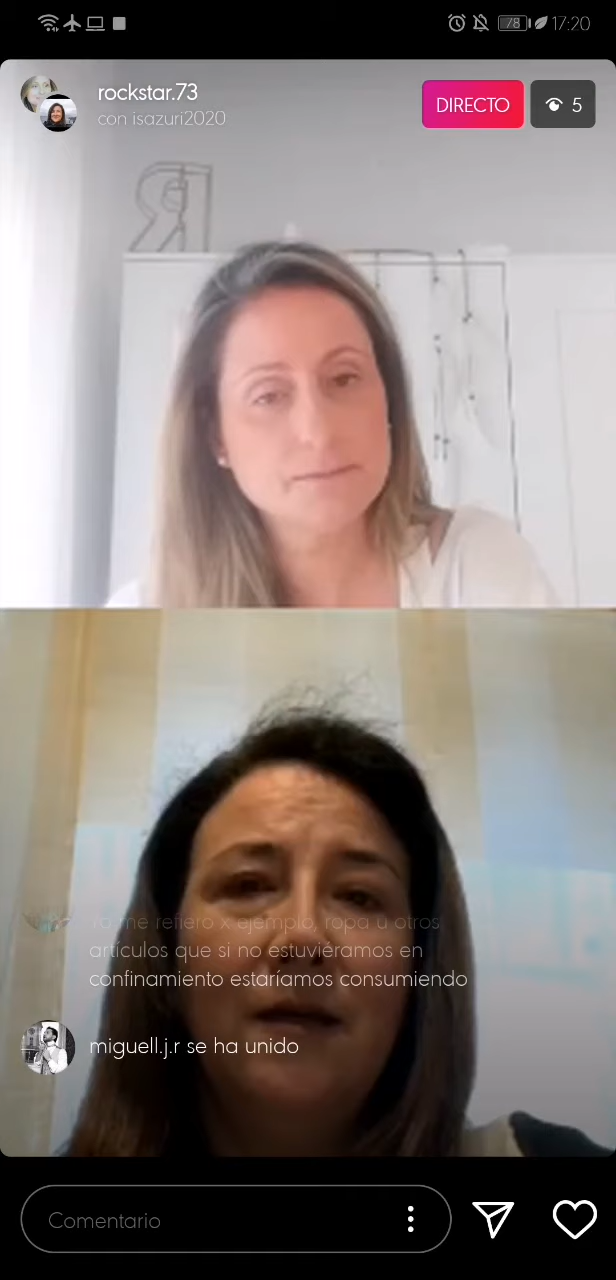 78 17:20
rockstar.73
con isazuri2020
DIRECTO
5
R
Yo me refiero x ejemplo, ropa u otros
artículos que si no estuviéramos en
confinamiento estaríamos consumiendo
miguell.j.r se ha unido
Comentario